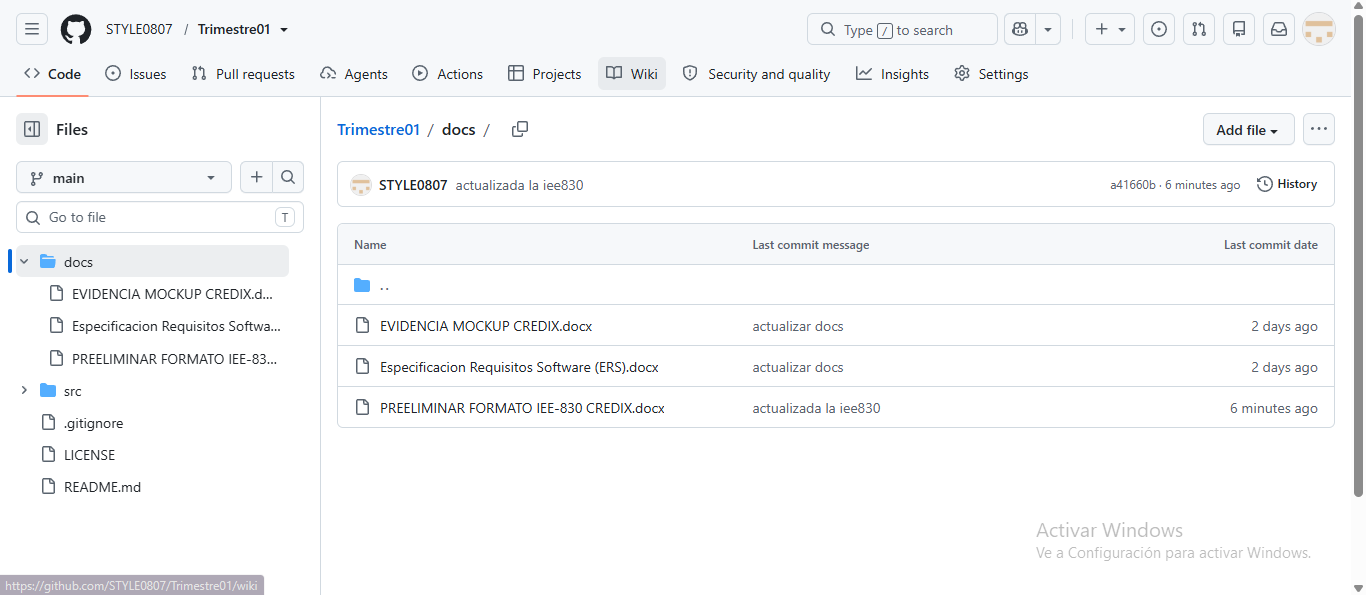 STYLE0807 / Trimestre01
Type / to search
Code Issues Pull requests Agents Actions Projects Wiki Security and quality Insights Settings
Files
main
Go to file T
docs
EVIDENCIA MOCKUP CREDIX.d...
Especificacion Requisitos Softwa...
PREELIMINAR FORMATO IEE-83...
src
.gitignore
LICENSE
README.md
Trimestre01 / docs /
Add file
STYLE0807 actualizada la iee830
a41660b · 6 minutes ago History
Name Last commit message Last commit date
..
EVIDENCIA MOCKUP CREDIX.docx actualizar docs 2 days ago
Especificacion Requisitos Software (ERS).docx actualizar docs 2 days ago
PREELIMINAR FORMATO IEE-830 CREDIX.docx actualizada la iee830 6 minutes ago
Activar Windows
Ve a Configuración para activar Windows.
https://github.com/STYLE0807/Trimestre01/wiki